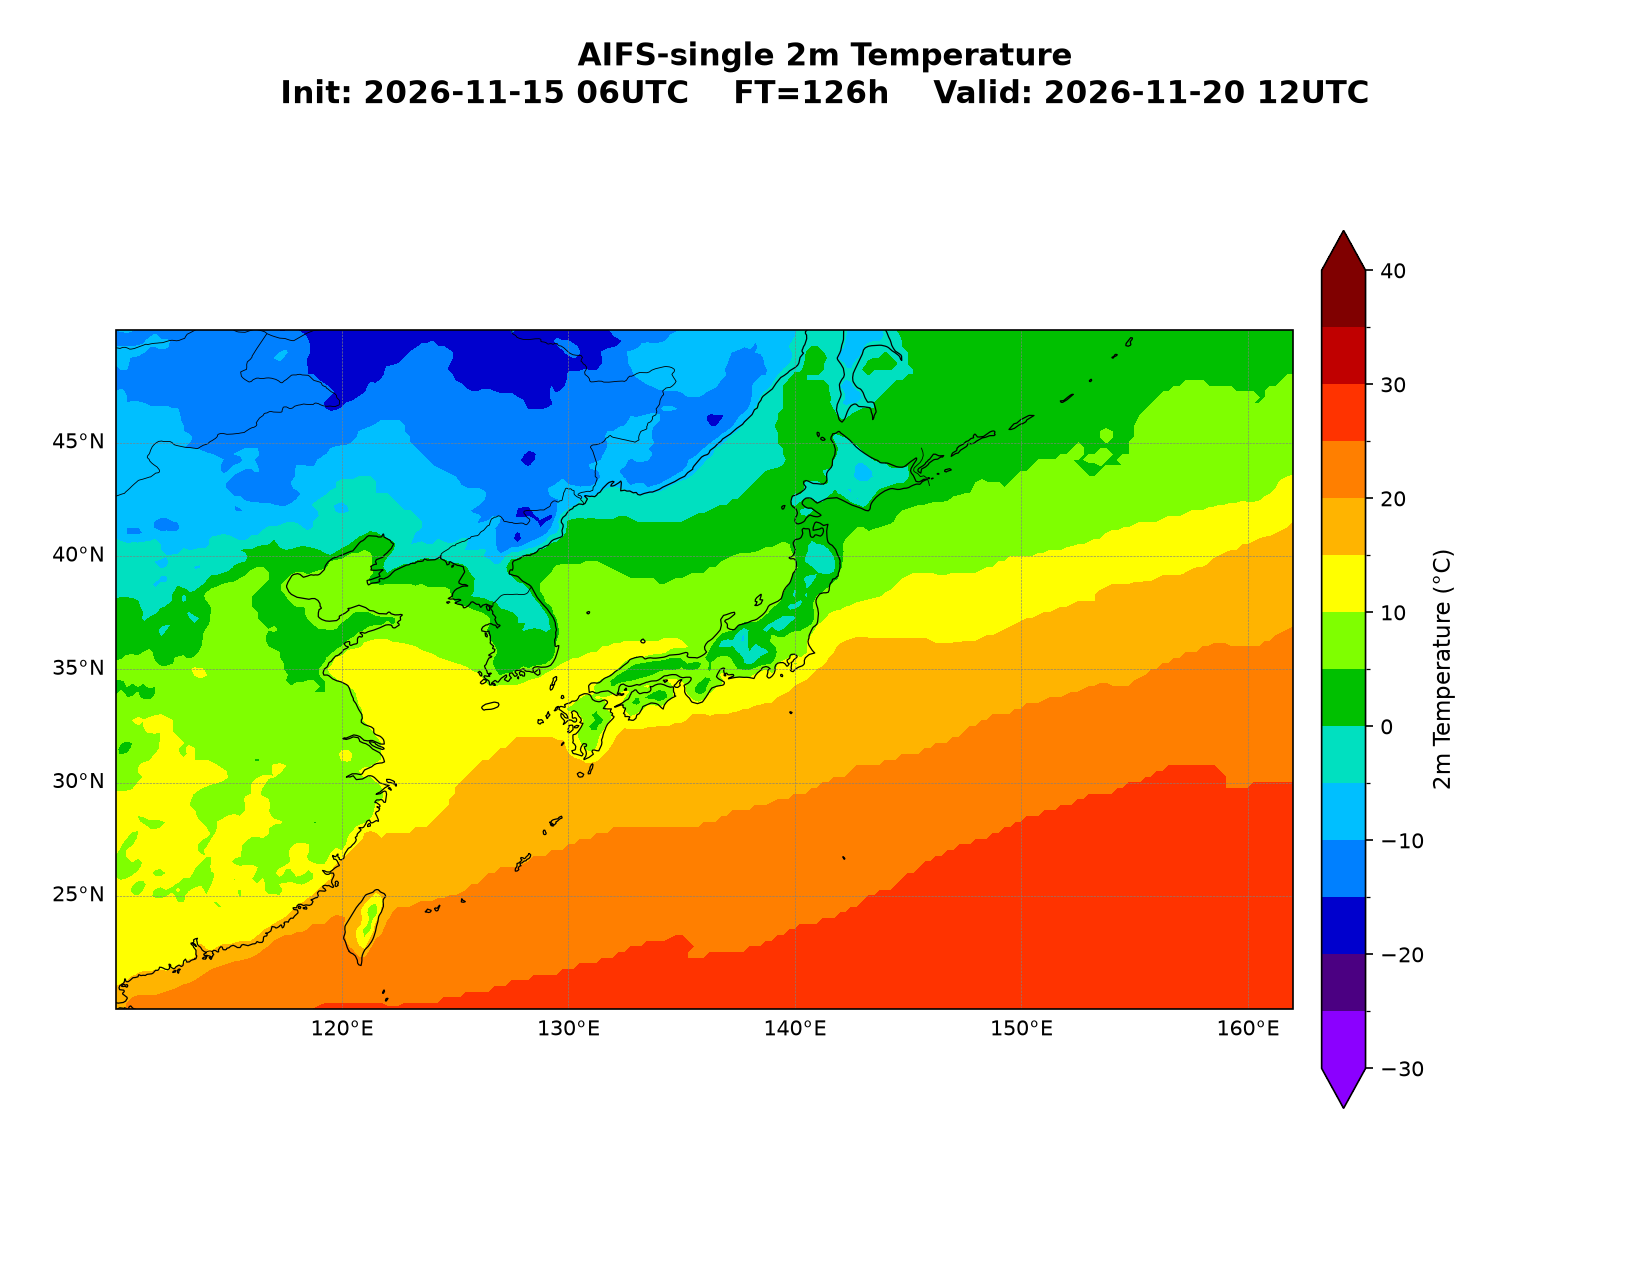 AIFS-single 2m Temperature
Init: 2026-11-15 06UTC    FT=126h    Valid: 2026-11-20 12UTC
45°N
40°N
35°N
30°N
25°N
120°E
130°E
140°E
150°E
160°E
40
30
20
10
0
−10
−20
−30
2m Temperature (°C)